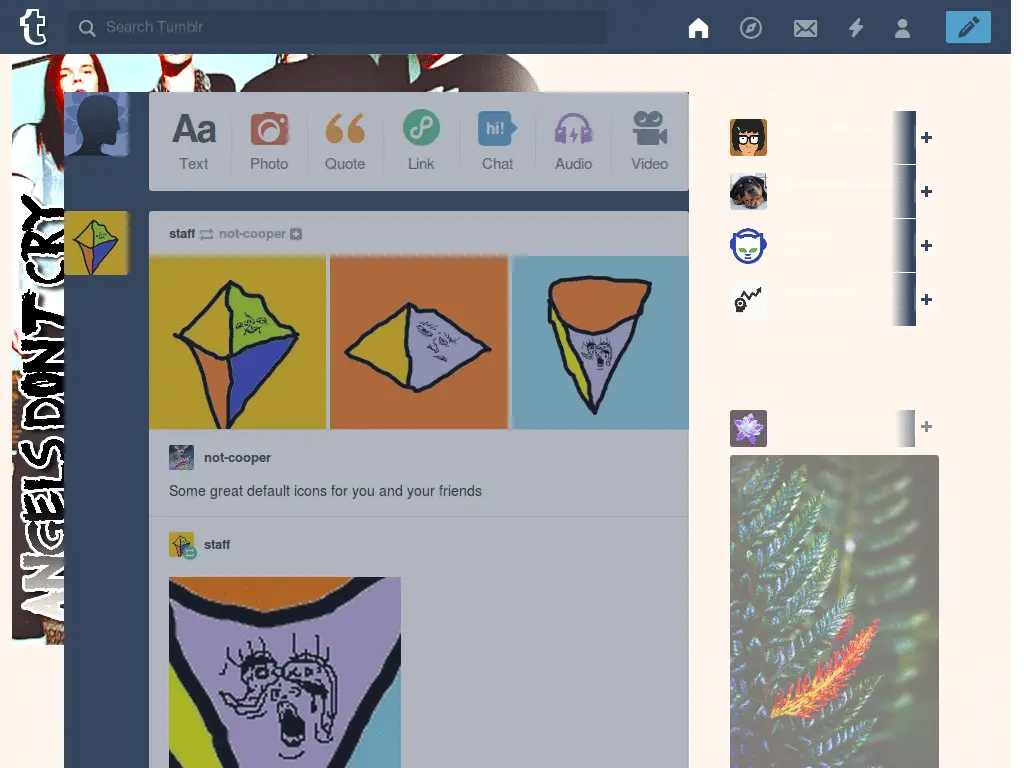 t
Search Tumblr
Aa
hi!
Text
Photo
Quote
Link
Chat
Audio
Video
staff not-cooper
ANGELS DON'T CRY
not-cooper
Some great default icons for you and your friends
staff